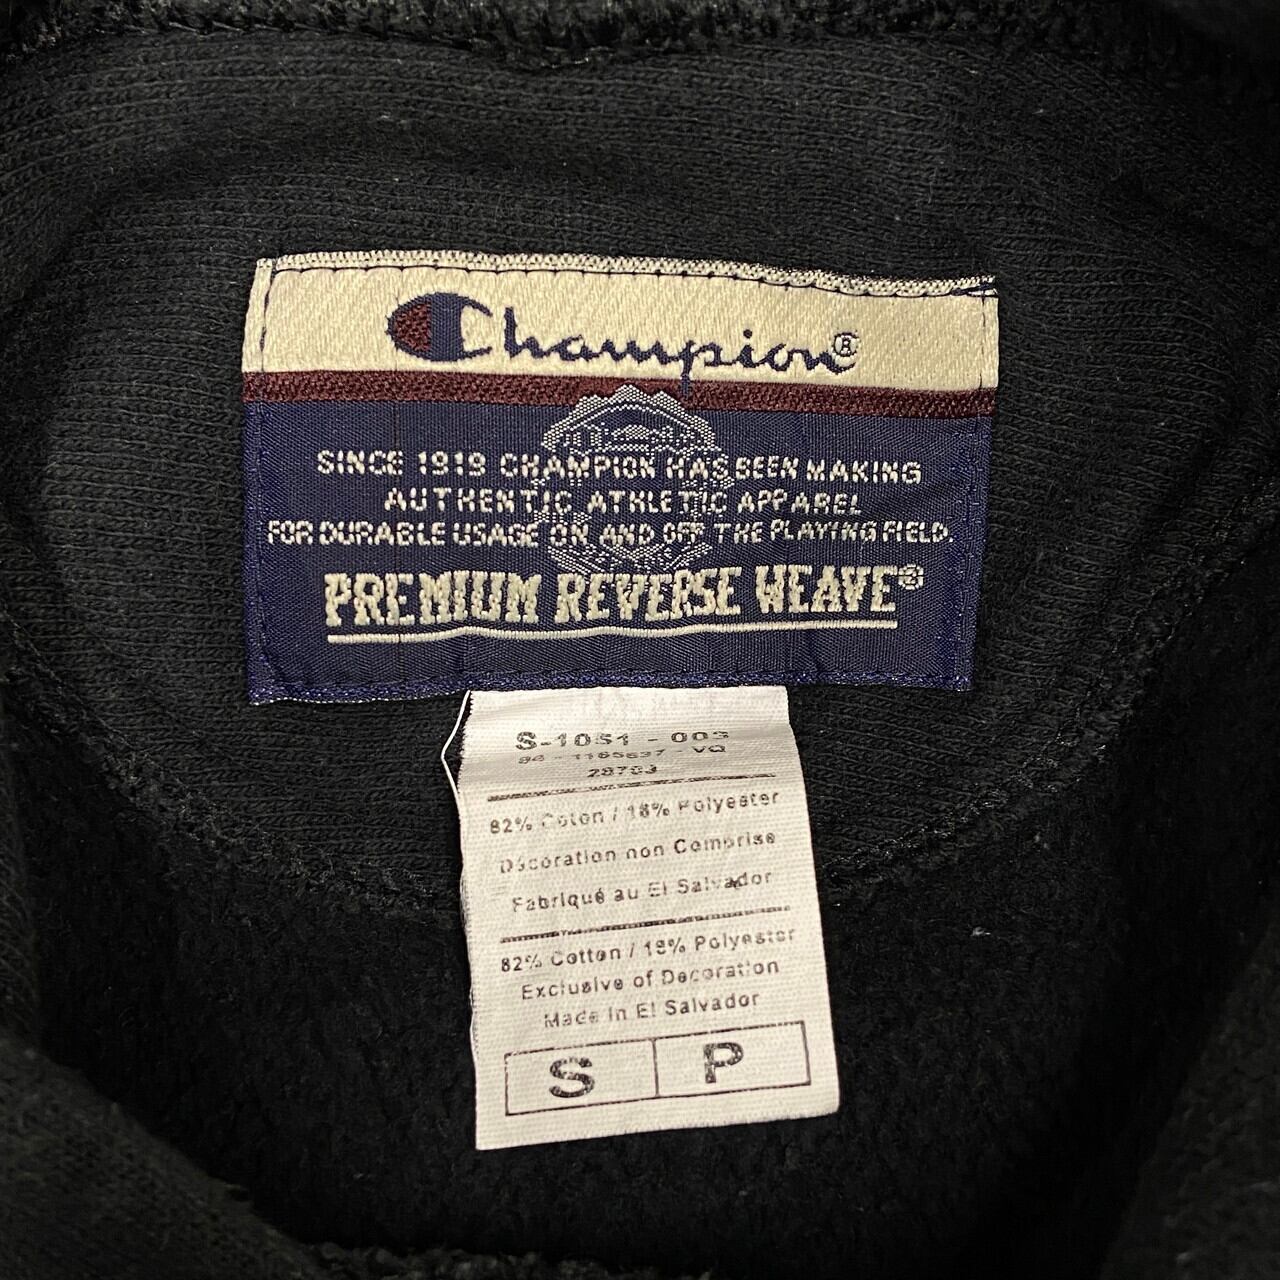 Champion®
SINCE 1919 CHAMPION HAS BEEN MAKING
AUTHENTIC ATHLETIC APPAREL
FOR DURABLE USAGE ON AND OFF THE PLAYING FIELD.
PREMIUM REVERSE WEAVE®
S-1051 - 003
- VQ
82% Coton / 18% Polyester
Décoration non Comprise
Fabriqué au El Salvador
82% Cotton / 18% Polyester
Exclusive of Decoration
Made in El Salvador
S P